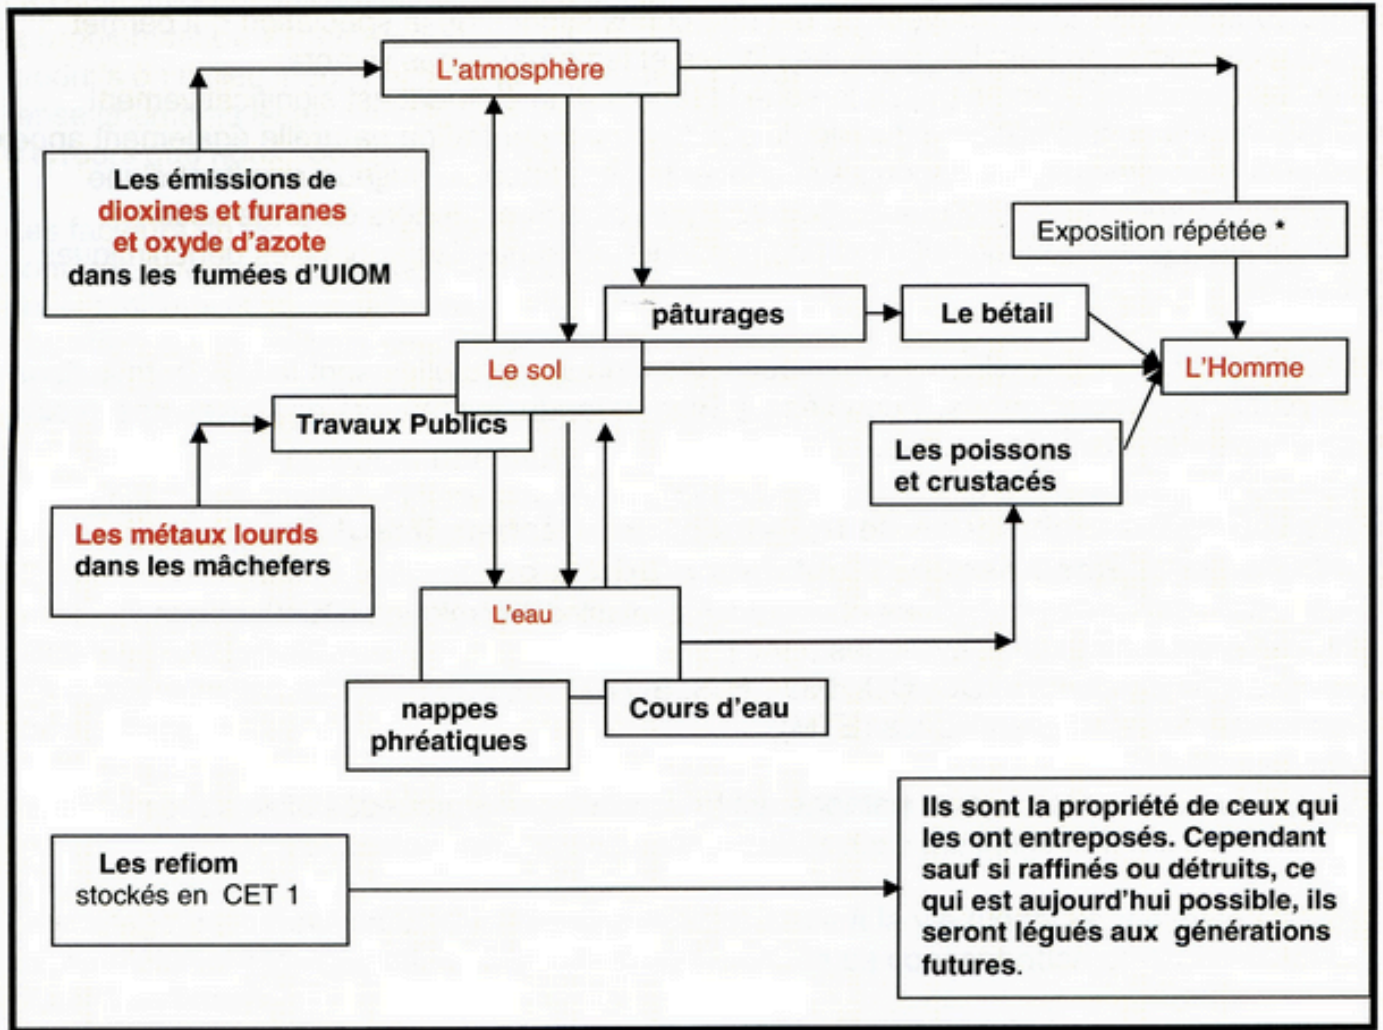 L'atmosphère
Les émissions de
dioxines et furanes
et oxyde d'azote
dans les fumées d'UIOM
Exposition répétée *
pâturages
Le bétail
Le sol
L'Homme
Travaux Publics
Les poissons
et crustacés
Les métaux lourds
dans les mâchefers
L'eau
nappes
phréatiques
Cours d'eau
Ils sont la propriété de ceux qui
les ont entreposés. Cependant
sauf si raffinés ou détruits, ce
qui est aujourd'hui possible, ils
seront légués aux générations
futures.
Les refiom
stockés en CET 1